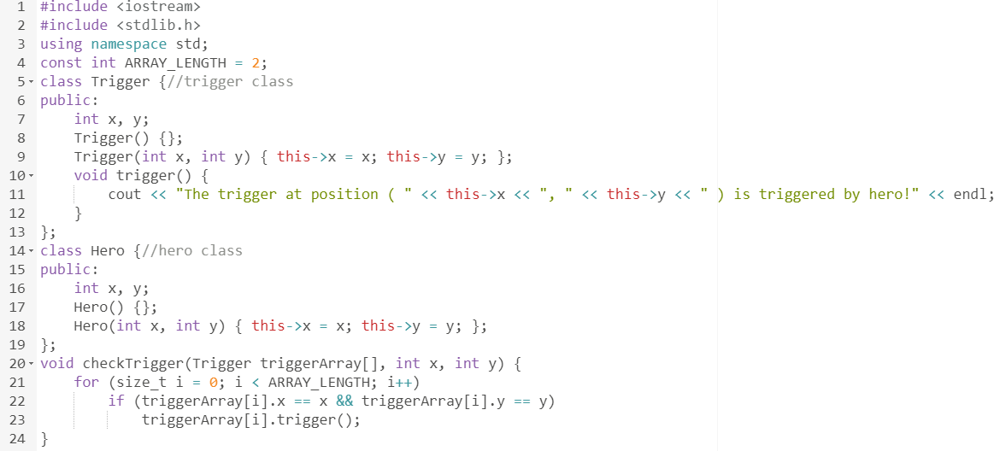 1 #include <iostream>
2 #include <stdlib.h>
3 using namespace std;
4 const int ARRAY_LENGTH = 2;
5 class Trigger {//trigger class
6 public:
7     int x, y;
8     Trigger() {};
9     Trigger(int x, int y) { this->x = x; this->y = y; };
10     void trigger() {
11         cout << "The trigger at position ( " << this->x << ", " << this->y << " ) is triggered by hero!" << endl;
12     }
13 };
14 class Hero {//hero class
15 public:
16     int x, y;
17     Hero() {};
18     Hero(int x, int y) { this->x = x; this->y = y; };
19 };
20 void checkTrigger(Trigger triggerArray[], int x, int y) {
21     for (size_t i = 0; i < ARRAY_LENGTH; i++)
22         if (triggerArray[i].x == x && triggerArray[i].y == y)
23             triggerArray[i].trigger();
24 }